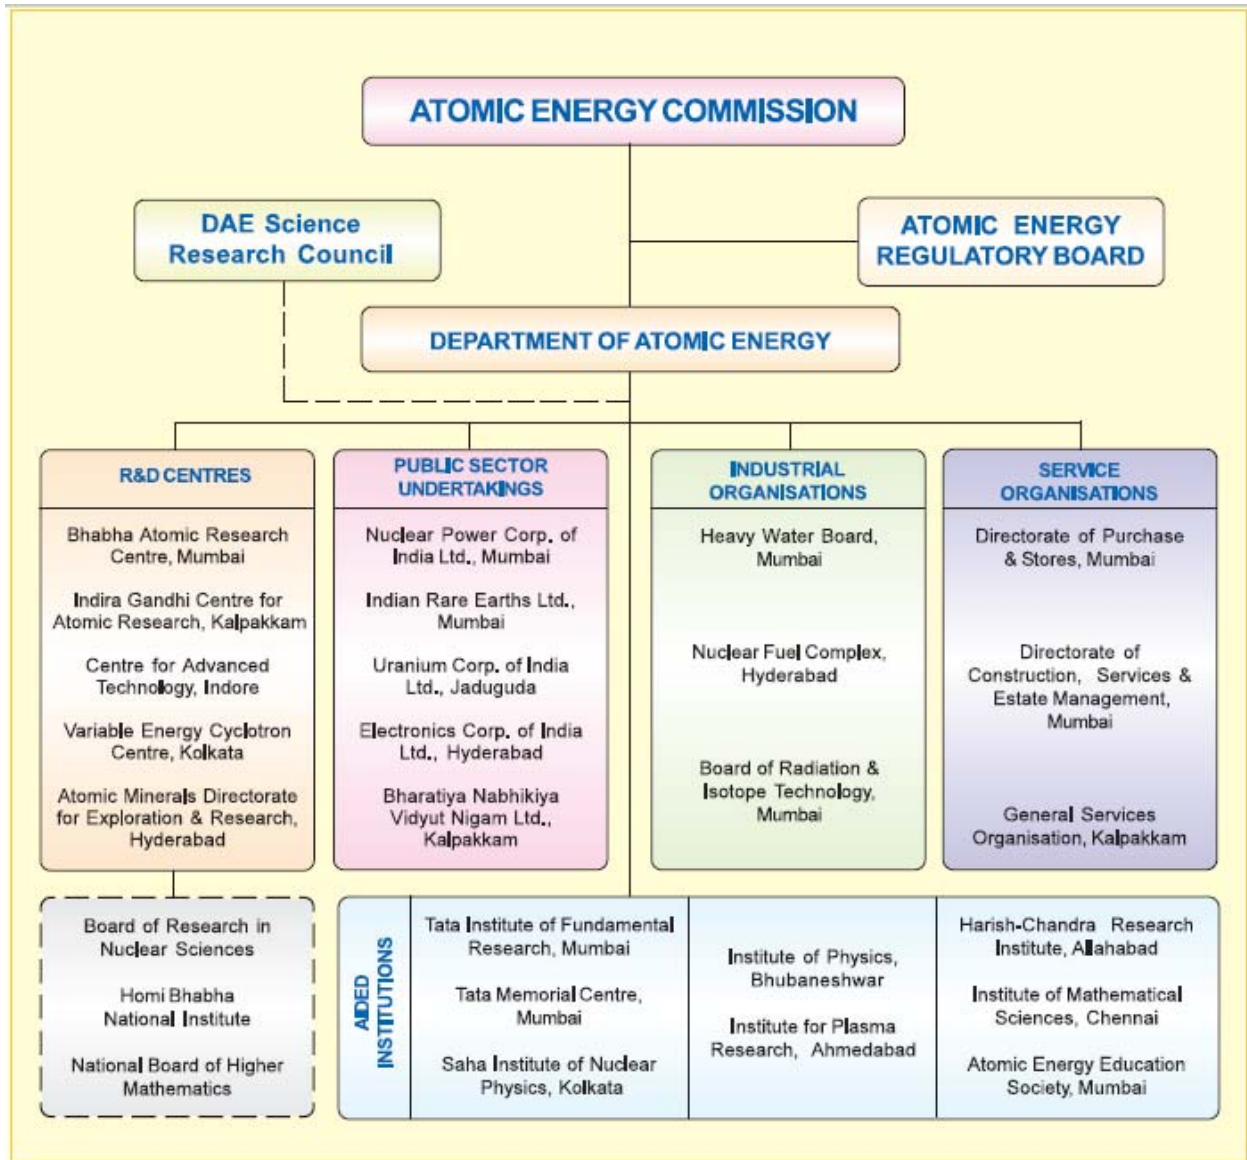 ATOMIC ENERGY COMMISSION
DAE Science
Research Council
ATOMIC ENERGY
REGULATORY BOARD
DEPARTMENT OF ATOMIC ENERGY
R&D CENTRES
Bhabha Atomic Research
Centre, Mumbai
Indira Gandhi Centre for
Atomic Research, Kalpakkam
Centre for Advanced
Technology, Indore
Variable Energy Cyclotron
Centre, Kolkata
Atomic Minerals Directorate
for Exploration & Research,
Hyderabad
PUBLIC SECTOR
UNDERTAKINGS
Nuclear Power Corp. of
India Ltd., Mumbai
Indian Rare Earths Ltd.,
Mumbai
Uranium Corp. of India
Ltd., Jaduguda
Electronics Corp. of India
Ltd., Hyderabad
Bharatiya Nabhikiya
Vidyut Nigam Ltd.,
Kalpakkam
INDUSTRIAL
ORGANISATIONS
Heavy Water Board,
Mumbai
Nuclear Fuel Complex,
Hyderabad
Board of Radiation &
Isotope Technology,
Mumbai
SERVICE
ORGANISATIONS
Directorate of Purchase
& Stores, Mumbai
Directorate of
Construction, Services &
Estate Management,
Mumbai
General Services
Organisation, Kalpakkam
Board of Research in
Nuclear Sciences
Homi Bhabha
National Institute
National Board of Higher
Mathematics
AIDED
INSTITUTIONS
Tata Institute of Fundamental
Research, Mumbai
Tata Memorial Centre,
Mumbai
Saha Institute of Nuclear
Physics, Kolkata
Institute of Physics,
Bhubaneshwar
Institute for Plasma
Research, Ahmedabad
Harish-Chandra Research
Institute, Allahabad
Institute of Mathematical
Sciences, Chennai
Atomic Energy Education
Society, Mumbai